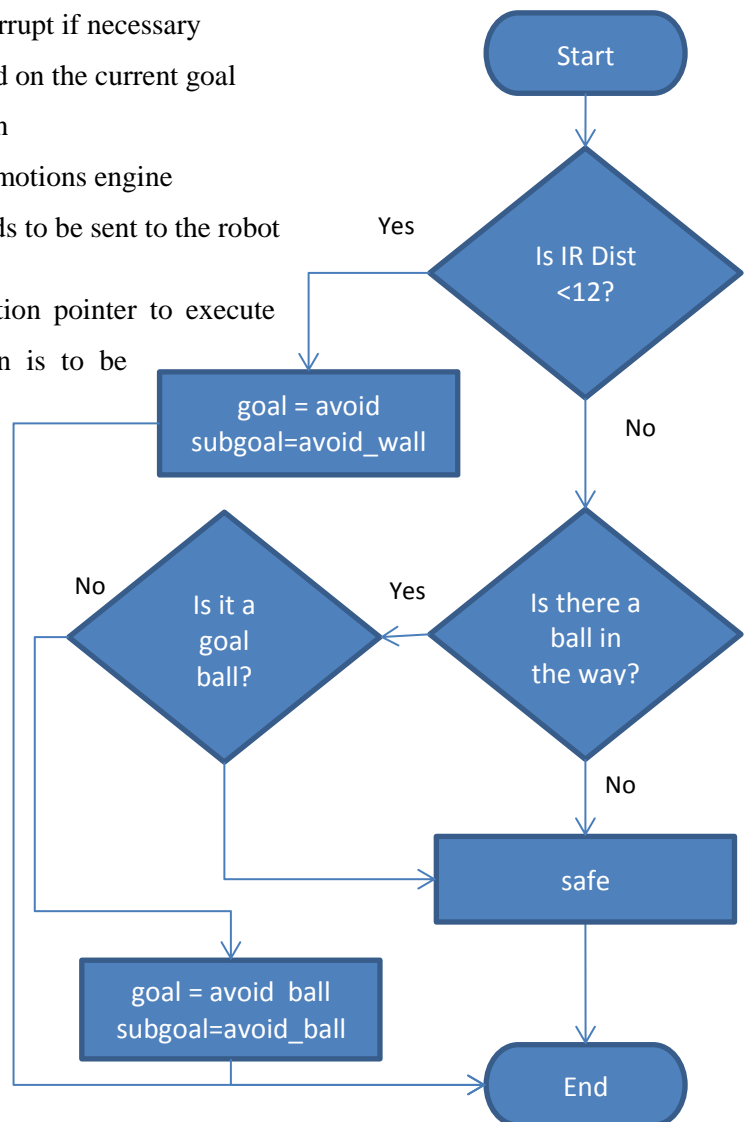 rrupt if necessary
d on the current goal
n
motions engine
ds to be sent to the robot
tion pointer to execute
n is to be
Start
Yes
Is IR Dist
<12?
goal = avoid
subgoal=avoid_wall
No
No
Is it a
goal
ball?
Yes
Is there a
ball in
the way?
No
safe
goal = avoid ball
subgoal=avoid_ball
End